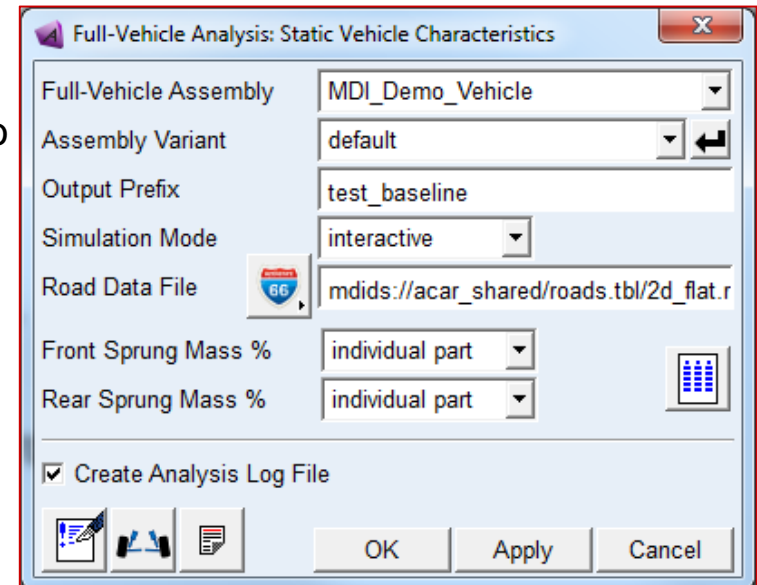 Full-Vehicle Analysis: Static Vehicle Characteristics
Full-Vehicle Assembly MDI_Demo_Vehicle
Assembly Variant default
Output Prefix test_baseline
Simulation Mode interactive
Road Data File 66 mdids://acar_shared/roads.tbl/2d_flat.r
Front Sprung Mass % individual part
Rear Sprung Mass % individual part
Create Analysis Log File
OK Apply Cancel